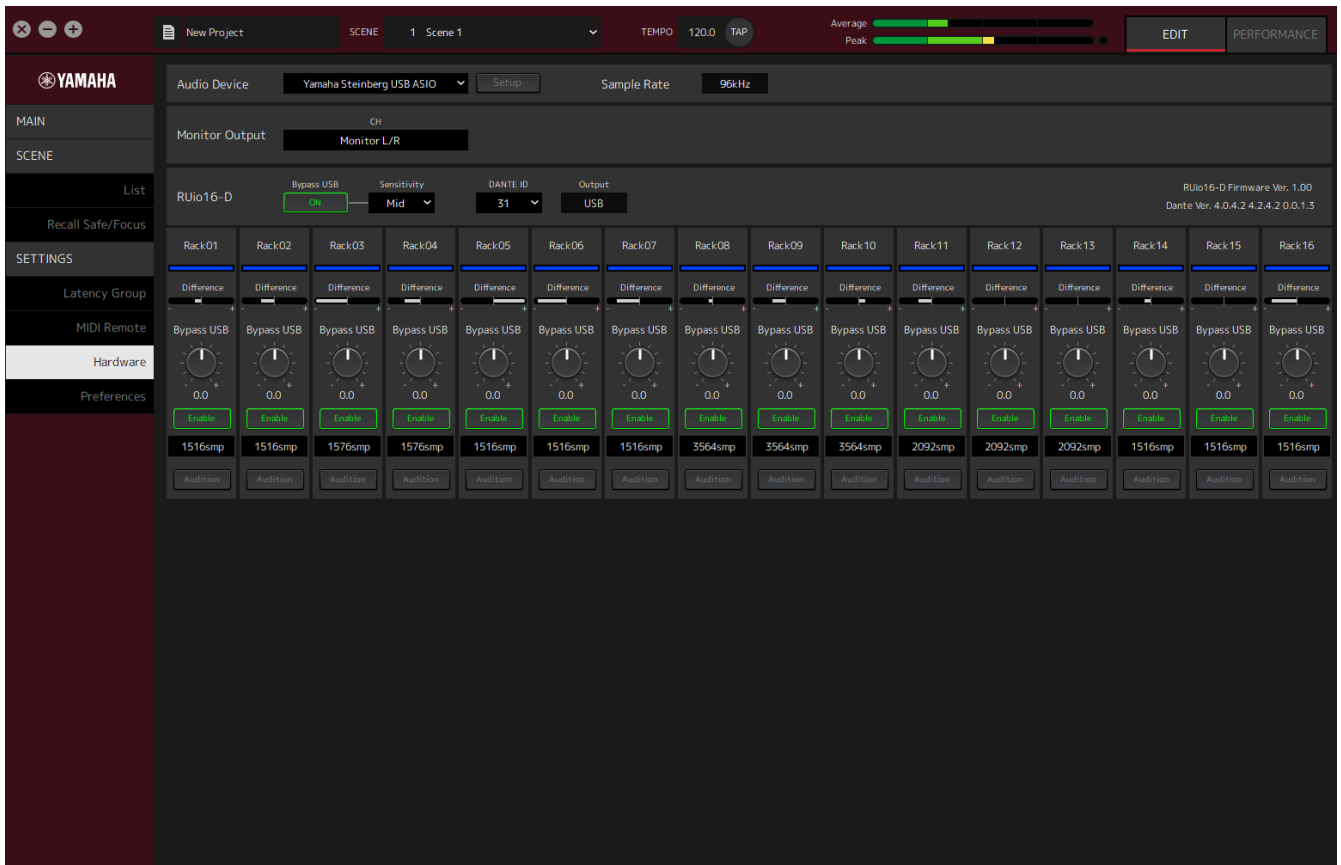 New Project SCENE 1 Scene 1 TEMPO 120.0 TAP Average Peak EDIT PERFORMANCE
YAMAHA
MAIN
SCENE
List
Recall Safe/Focus
SETTINGS
Latency Group
MIDI Remote
Hardware
Preferences
Audio Device Yamaha Steinberg USB ASIO Setup Sample Rate 96kHz
CH
Monitor Output Monitor L/R
Bypass USB Sensitivity DANTE ID Output
RUio16-D ON Mid 31 USB
RUio16-D Firmware Ver. 1.00
Dante Ver. 4.0.4.2 4.2.4.2 0.0.1.3
Rack01 Rack02 Rack03 Rack04 Rack05 Rack06 Rack07 Rack08 Rack09 Rack10 Rack11 Rack12 Rack13 Rack14 Rack15 Rack16
Difference Difference Difference Difference Difference Difference Difference Difference Difference Difference Difference Difference Difference Difference Difference Difference
- + - + - + - + - + - + - + - + - + - + - + - + - + - + - + - +
Bypass USB Bypass USB Bypass USB Bypass USB Bypass USB Bypass USB Bypass USB Bypass USB Bypass USB Bypass USB Bypass USB Bypass USB Bypass USB Bypass USB Bypass USB Bypass USB
- + - + - + - + - + - + - + - + - + - + - + - + - + - + - + - +
0.0 0.0 0.0 0.0 0.0 0.0 0.0 0.0 0.0 0.0 0.0 0.0 0.0 0.0 0.0 0.0
Enable Enable Enable Enable Enable Enable Enable Enable Enable Enable Enable Enable Enable Enable Enable Enable
1516smp 1516smp 1576smp 1576smp 1516smp 1516smp 1516smp 3564smp 3564smp 3564smp 2092smp 2092smp 2092smp 1516smp 1516smp 1516smp
Audition Audition Audition Audition Audition Audition Audition Audition Audition Audition Audition Audition Audition Audition Audition Audition